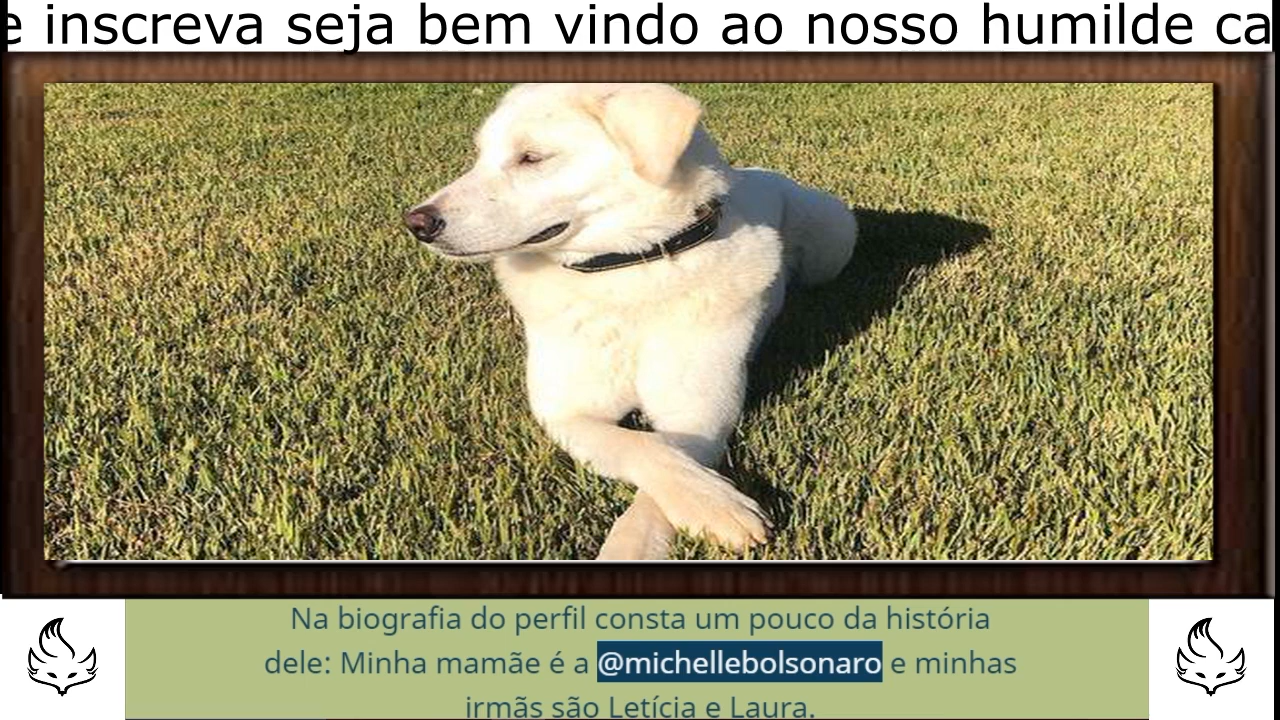 e inscreva seja bem vindo ao nosso humilde ca
Na biografia do perfil consta um pouco da história
dele: Minha mamãe é a @michellebolsonaro e minhas
irmãs são Letícia e Laura.